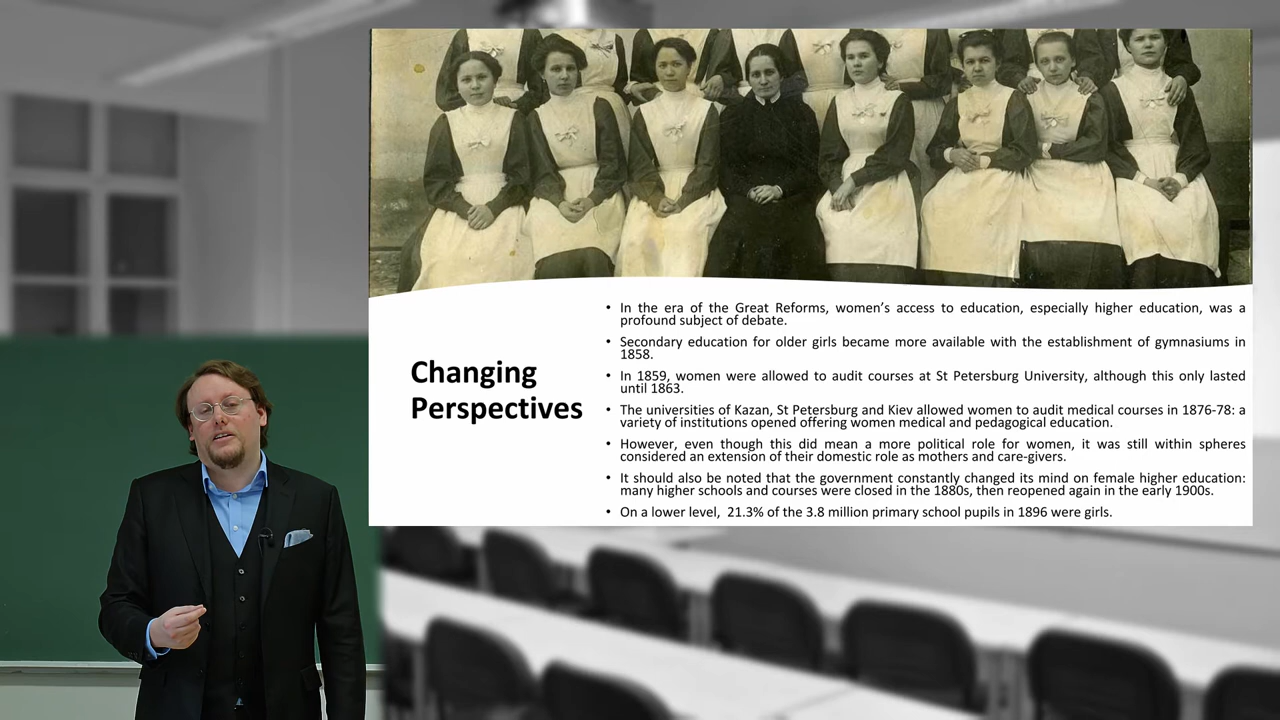 Changing
Perspectives
• In the era of the Great Reforms, women's access to education, especially higher education, was a
profound subject of debate.
• Secondary education for older girls became more available with the establishment of gymnasiums in
1858.
• In 1859, women were allowed to audit courses at St Petersburg University, although this only lasted
until 1863.
• The universities of Kazan, St Petersburg and Kiev allowed women to audit medical courses in 1876-78: a
variety of institutions opened offering women medical and pedagogical education.
• However, even though this did mean a more political role for women, it was still within spheres
considered an extension of their domestic role as mothers and care-givers.
• It should also be noted that the government constantly changed its mind on female higher education:
many higher schools and courses were closed in the 1880s, then reopened again in the early 1900s.
• On a lower level, 21.3% of the 3.8 million primary school pupils in 1896 were girls.